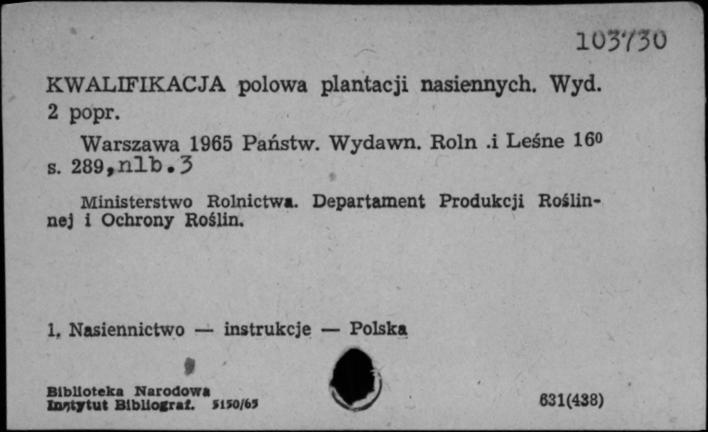 103730
KWALIFIKACJA polowa plantacji nasiennych. Wyd.
2 popr.
Warszawa 1965 Państw. Wydawn. Roln .i Leśne 16⁰
s. 289,nlb.3
Ministerstwo Rolnictwa. Departament Produkcji Roślin-
nej i Ochrony Roślin.
1. Nasiennictwo — instrukcje — Polska
Biblioteka Narodowa
Instytut Bibliograf. 5150/65
631(438)